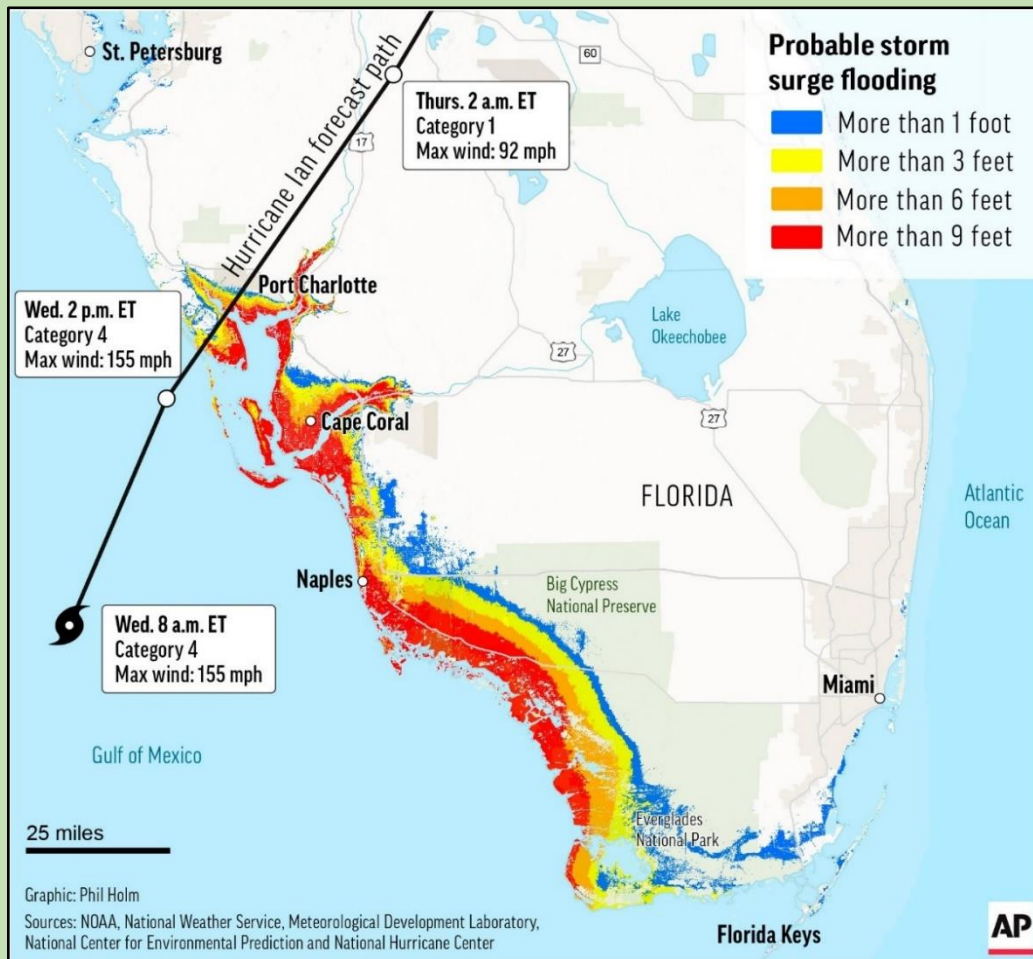 St. Petersburg
60
Probable storm
surge flooding
More than 1 foot
More than 3 feet
More than 6 feet
More than 9 feet
Thurs. 2 a.m. ET
Category 1
Max wind: 92 mph
17
Hurricane Ian forecast path
Port Charlotte
Wed. 2 p.m. ET
Category 4
Max wind: 155 mph
Lake
Okeechobee
27
27
Cape Coral
FLORIDA
Atlantic
Ocean
Naples
Big Cypress
National Preserve
Wed. 8 a.m. ET
Category 4
Max wind: 155 mph
Miami
Gulf of Mexico
Everglades
National Park
25 miles
Graphic: Phil Holm
Sources: NOAA, National Weather Service, Meteorological Development Laboratory,
National Center for Environmental Prediction and National Hurricane Center
Florida Keys
AP